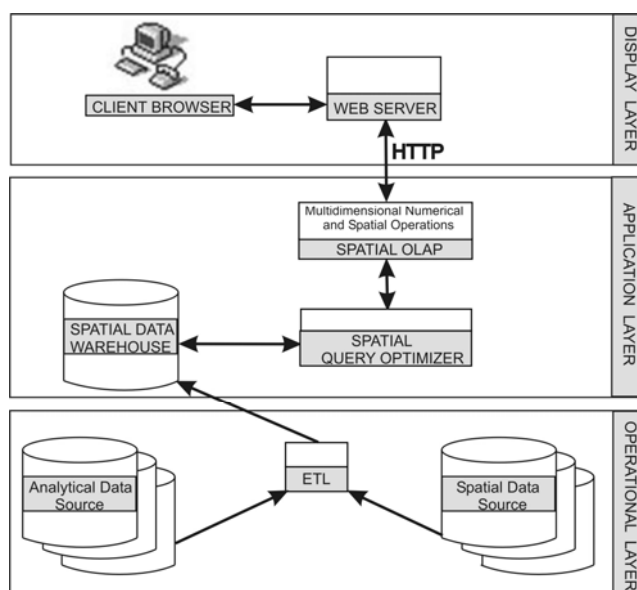 CLIENT BROWSER
WEB SERVER
DISPLAY LAYER
HTTP
Multidimensional Numerical
and Spatial Operations
SPATIAL OLAP
SPATIAL DATA
WAREHOUSE
SPATIAL
QUERY OPTIMIZER
APPLICATION LAYER
Analytical Data
Source
ETL
Spatial Data
Source
OPERATIONAL LAYER